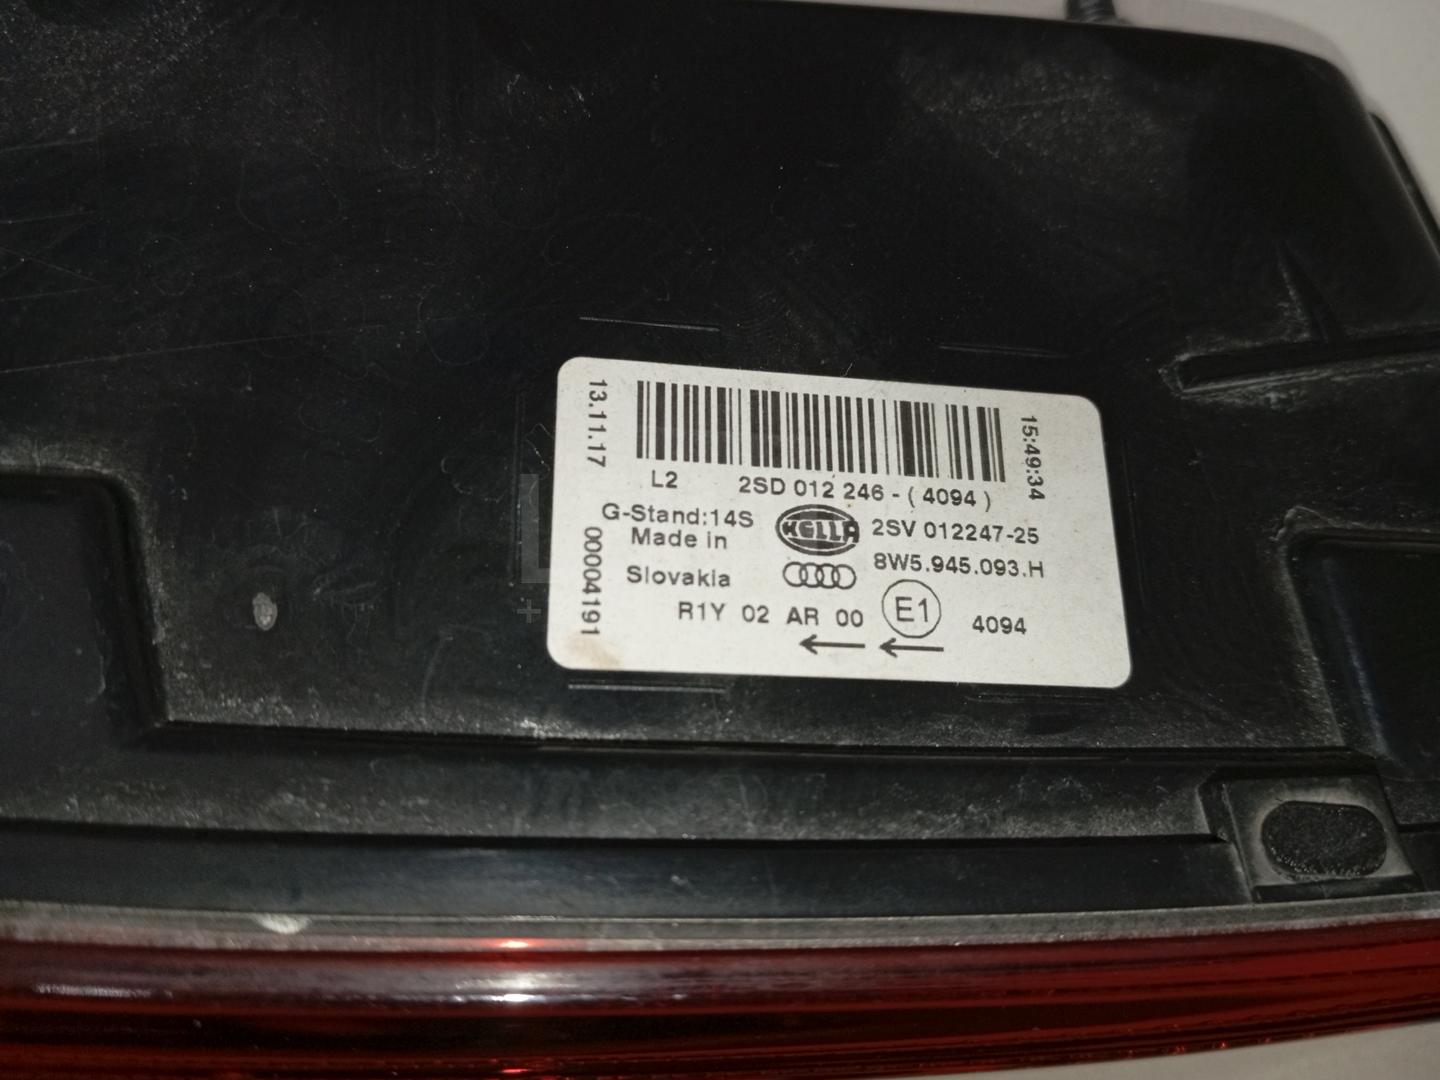 13.11.17
15:49:34
L2 2SD 012 246 - ( 4094 )
G-Stand:14S HELLA 2SV 012247-25
Made in
8W5.945.093.H
Slovakia
00004191
R1Y 02 AR 00 E1 4094